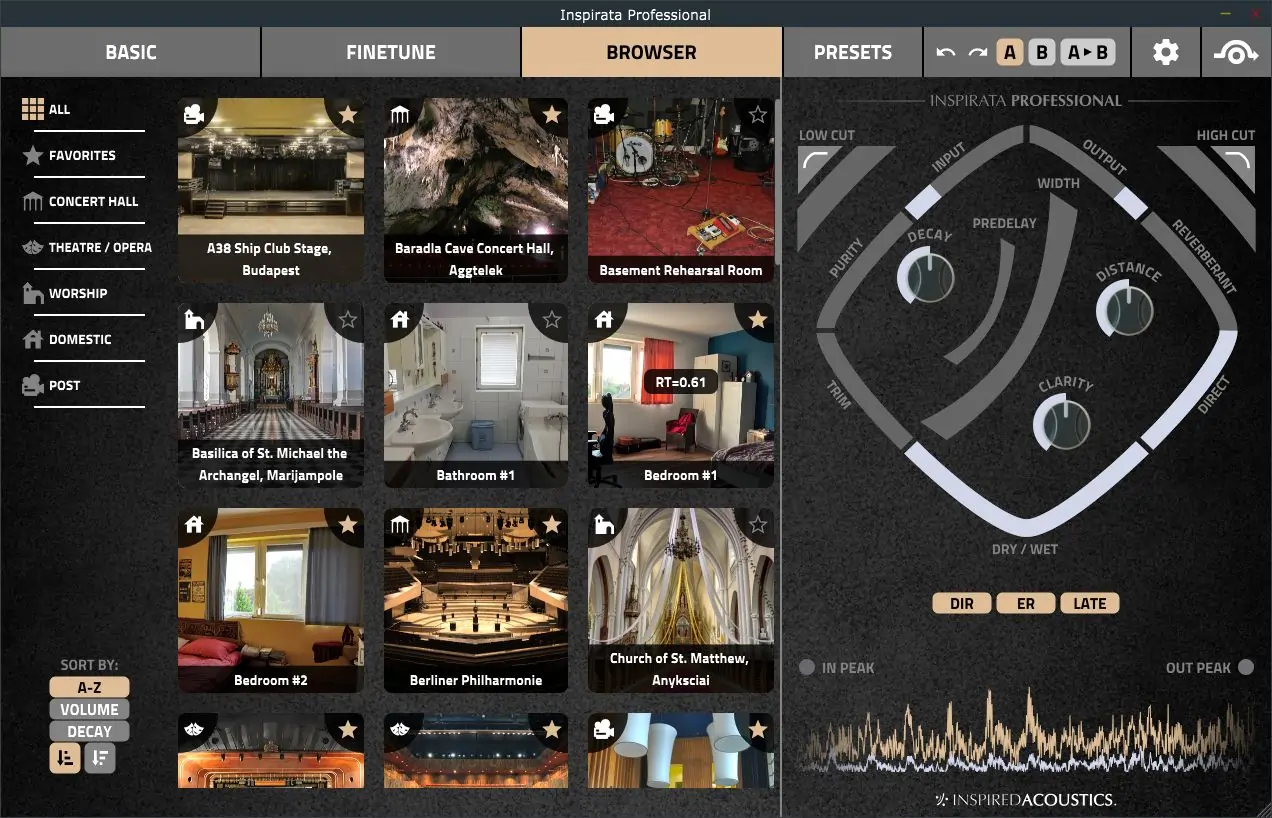 Inspirata Professional
BASIC
FINETUNE
BROWSER
PRESETS
A
B
A▸B
ALL
FAVORITES
CONCERT HALL
THEATRE / OPERA
WORSHIP
DOMESTIC
POST
SORT BY:
A-Z
VOLUME
DECAY
A38 Ship Club Stage,
Budapest
Baradla Cave Concert Hall,
Aggtelek
Basement Rehearsal Room
Basilica of St. Michael the
Archangel, Marijampole
Bathroom #1
RT=0.61
Bedroom #1
Bedroom #2
Berliner Philharmonie
Church of St. Matthew,
Anyksciai
INSPIRATA PROFESSIONAL
LOW CUT
HIGH CUT
INPUT
OUTPUT
WIDTH
PREDELAY
PURITY
DECAY
REVERBERANT
DISTANCE
TRIM
CLARITY
DIRECT
DRY / WET
DIR
ER
LATE
IN PEAK
OUT PEAK
INSPIREDACOUSTICS.